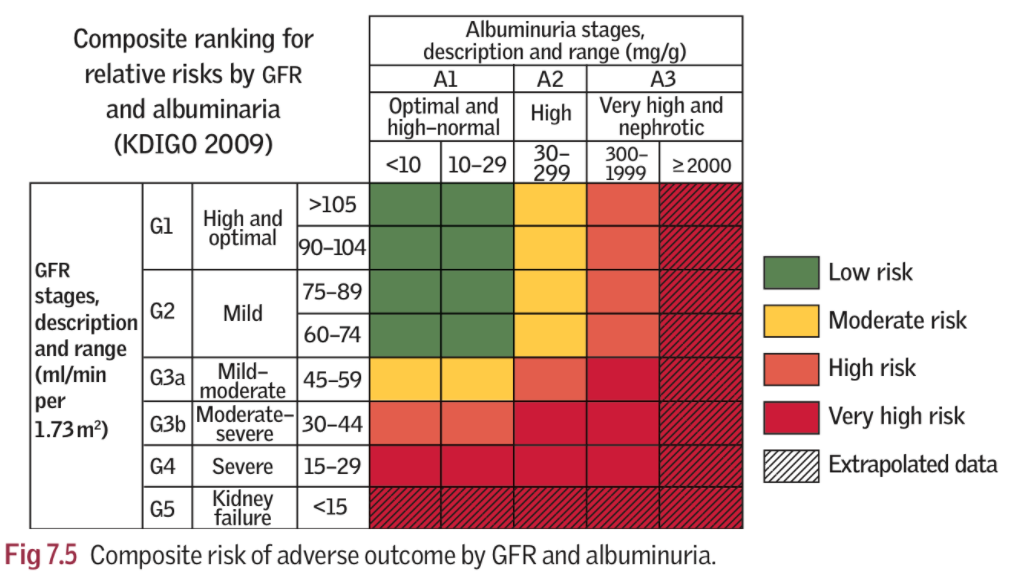 Composite ranking for
relative risks by GFR
and albuminaria
(KDIGO 2009)
Albuminuria stages,
description and range (mg/g)
A1
A2
A3
Optimal and
high–normal
High
Very high and
nephrotic
<10
10–29
30–
299
300–
1999
≥2000
GFR
stages,
description
and range
(ml/min
per
1.73 m²)
G1
High and
optimal
>105
90–104
G2
Mild
75–89
60–74
G3a
Mild–
moderate
45–59
G3b
Moderate–
severe
30–44
G4
Severe
15–29
G5
Kidney
failure
<15
Low risk
Moderate risk
High risk
Very high risk
Extrapolated data
Fig 7.5 Composite risk of adverse outcome by GFR and albuminuria.